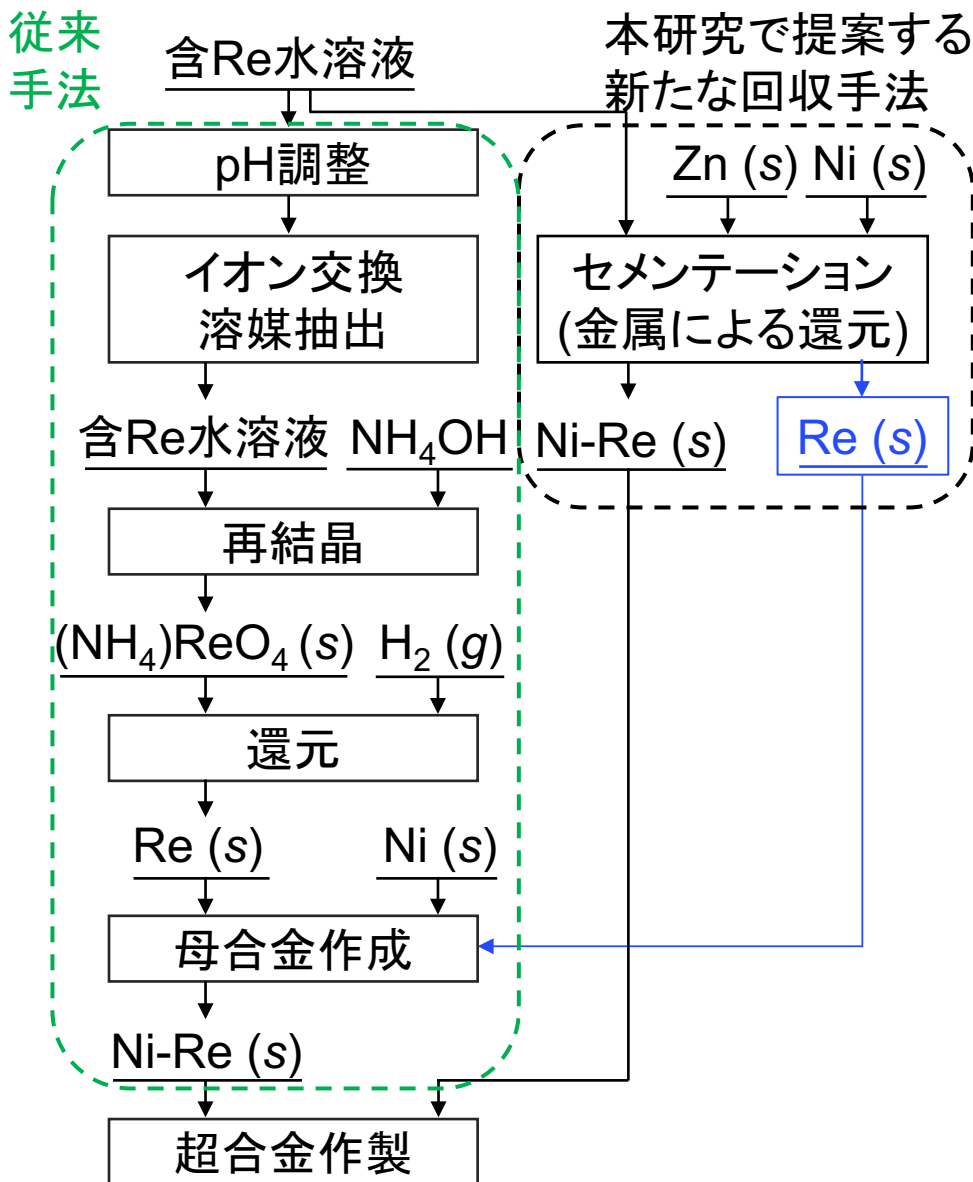 従来
手法
含Re水溶液
本研究で提案する
新たな回収手法
pH調整
イオン交換
溶媒抽出
含Re水溶液
NH₄OH
再結晶
(NH₄)ReO₄ (s)
H₂ (g)
還元
Re (s)
Ni (s)
母合金作成
Ni-Re (s)
超合金作製
Zn (s)
Ni (s)
セメンテーション
(金属による還元)
Ni-Re (s)
Re (s)